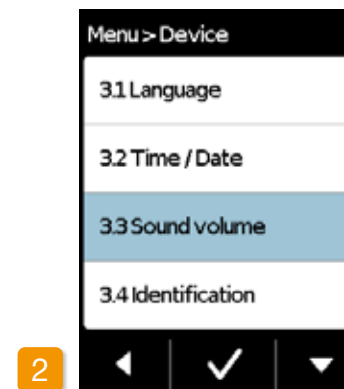 Menu > Device
3.1 Language
3.2 Time / Date
3.3 Sound volume
3.4 Identification
2